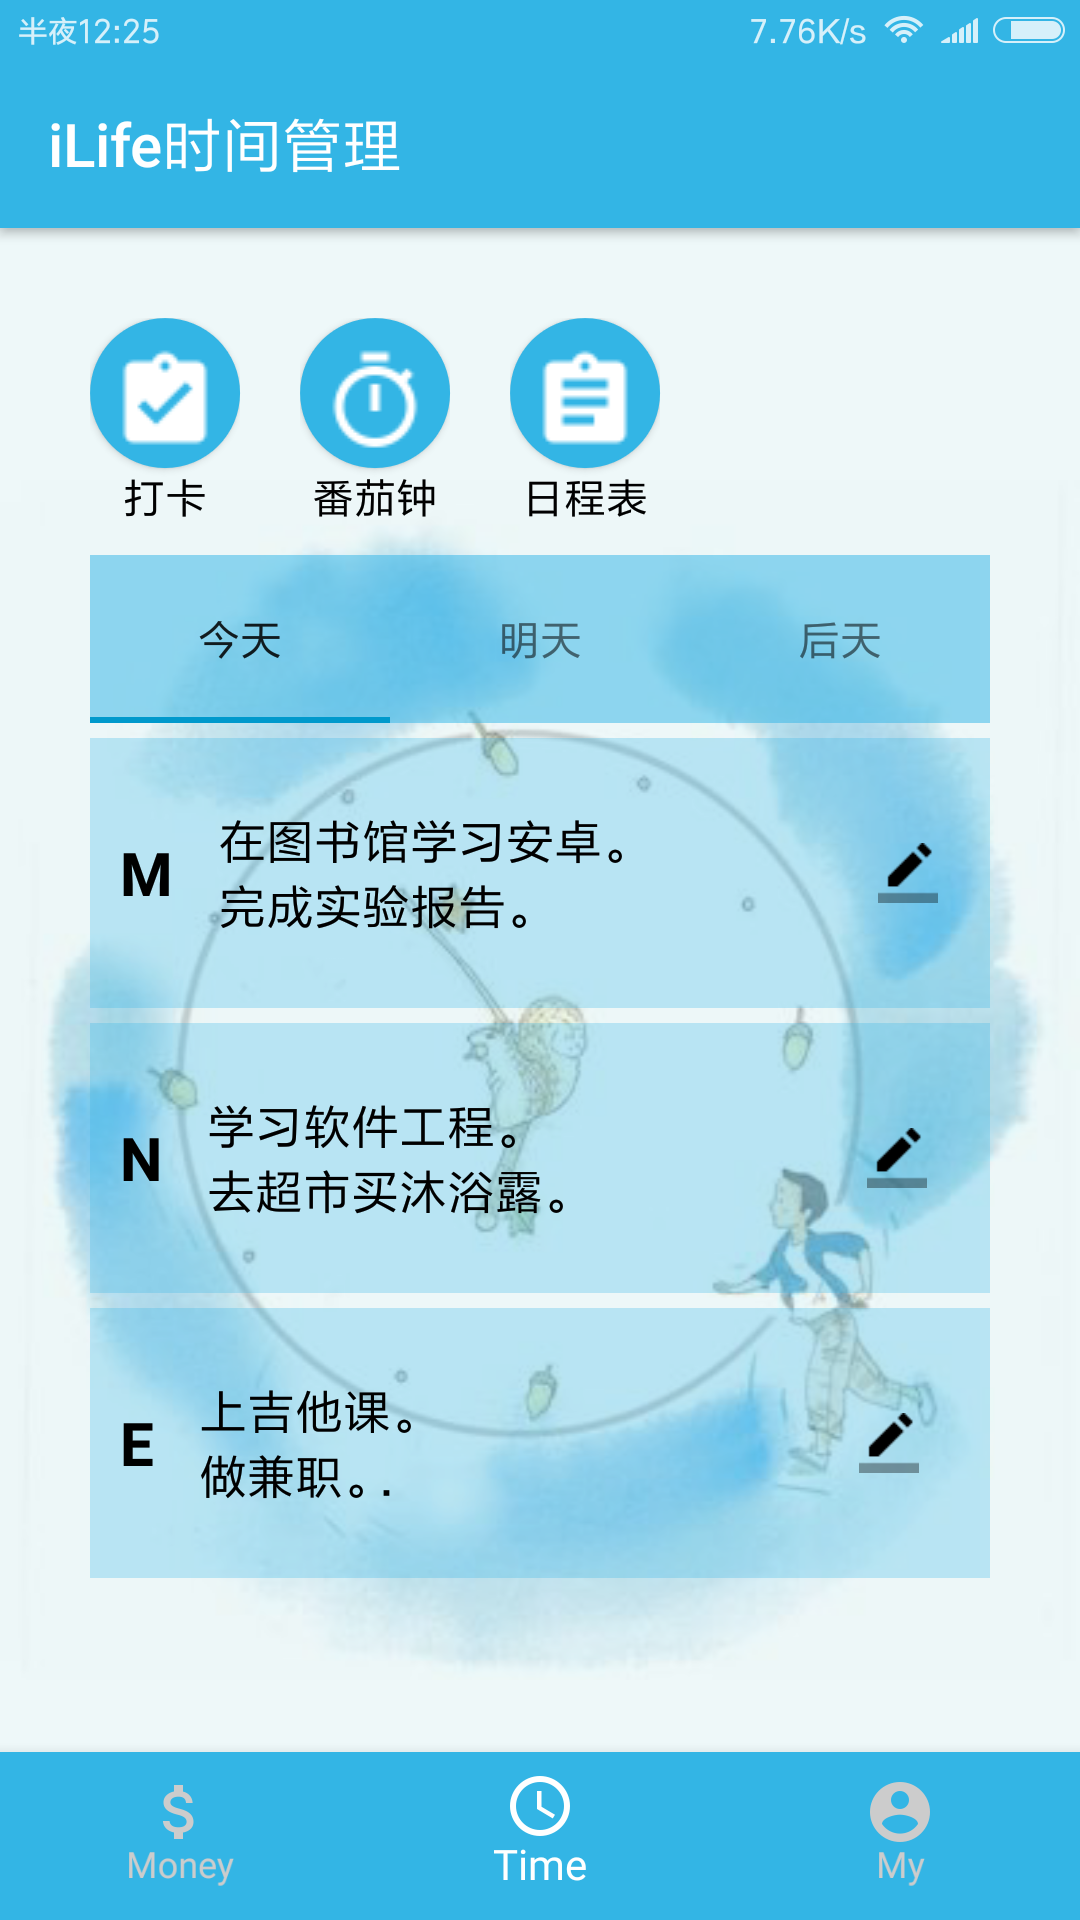 半夜12:25 7.76K/s
iLife时间管理
打卡 番茄钟 日程表
今天 明天 后天
在图书馆学习安卓。
M
完成实验报告。
学习软件工程。
N
去超市买沐浴露。
上吉他课。
E
做兼职。.
Money Time My